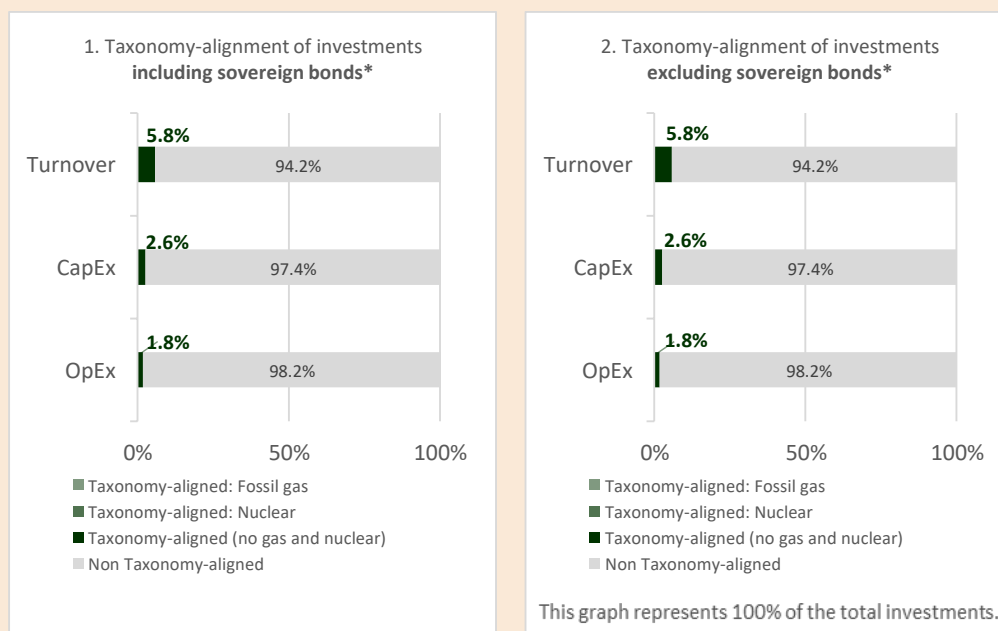 1. Taxonomy-alignment of investments
including sovereign bonds*
5.8%
Turnover
94.2%
2.6%
CapEx
97.4%
1.8%
OpEx
98.2%
0%
50%
100%
Taxonomy-aligned: Fossil gas
Taxonomy-aligned: Nuclear
Taxonomy-aligned (no gas and nuclear)
Non Taxonomy-aligned
2. Taxonomy-alignment of investments
excluding sovereign bonds*
5.8%
Turnover
94.2%
2.6%
CapEx
97.4%
1.8%
OpEx
98.2%
0%
50%
100%
Taxonomy-aligned: Fossil gas
Taxonomy-aligned: Nuclear
Taxonomy-aligned (no gas and nuclear)
Non Taxonomy-aligned
This graph represents 100% of the total investments.